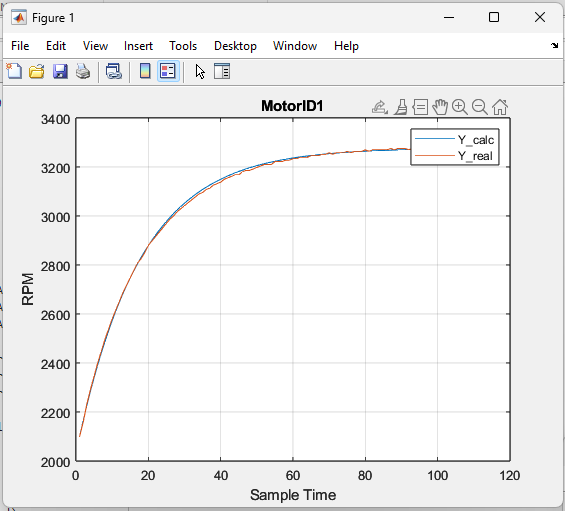 Figure 1
File Edit View Insert Tools Desktop Window Help
MotorID1
3400
3200
3000
2800
2600
2400
2200
2000
RPM
Y_calc
Y_real
0 20 40 60 80 100 120
Sample Time